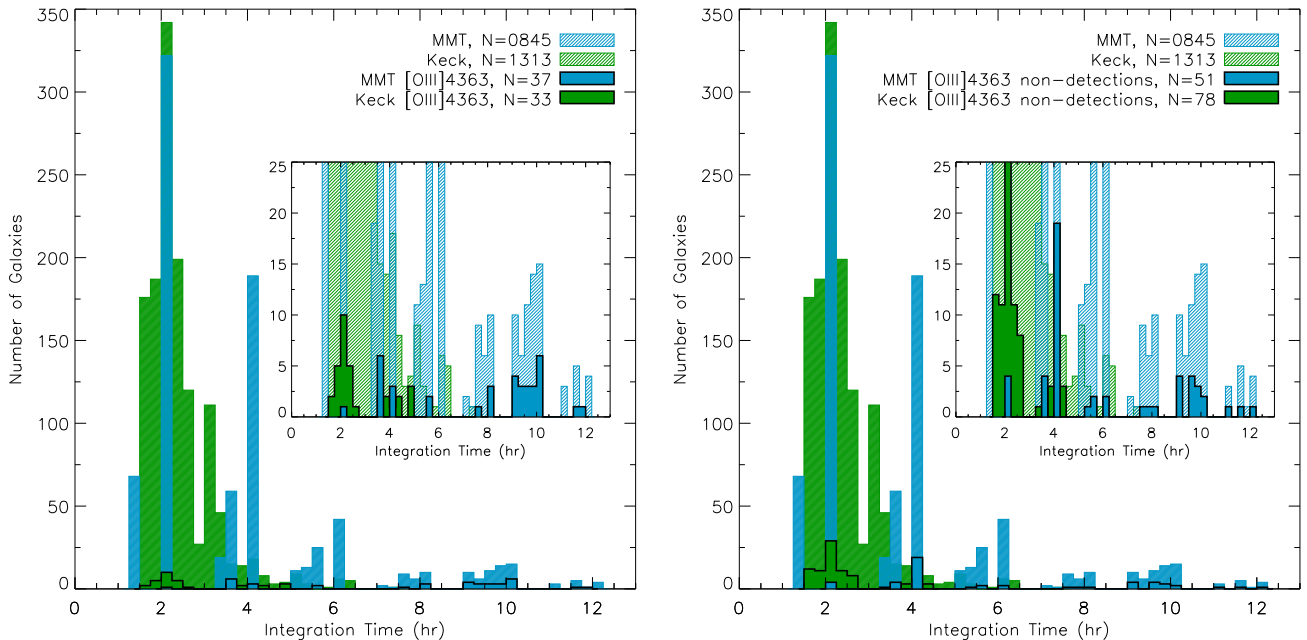 350
300
250
200
150
100
50
0
Number of Galaxies
MMT, N=0845
Keck, N=1313
MMT [OIII]4363, N=37
Keck [OIII]4363, N=33
25
20
15
10
5
0
0 2 4 6 8 10 12
Integration Time (hr)
0 2 4 6 8 10 12
Integration Time (hr)
350
300
250
200
150
100
50
0
Number of Galaxies
MMT, N=0845
Keck, N=1313
MMT [OIII]4363 non-detections, N=51
Keck [OIII]4363 non-detections, N=78
25
20
15
10
5
0
0 2 4 6 8 10 12
Integration Time (hr)
0 2 4 6 8 10 12
Integration Time (hr)